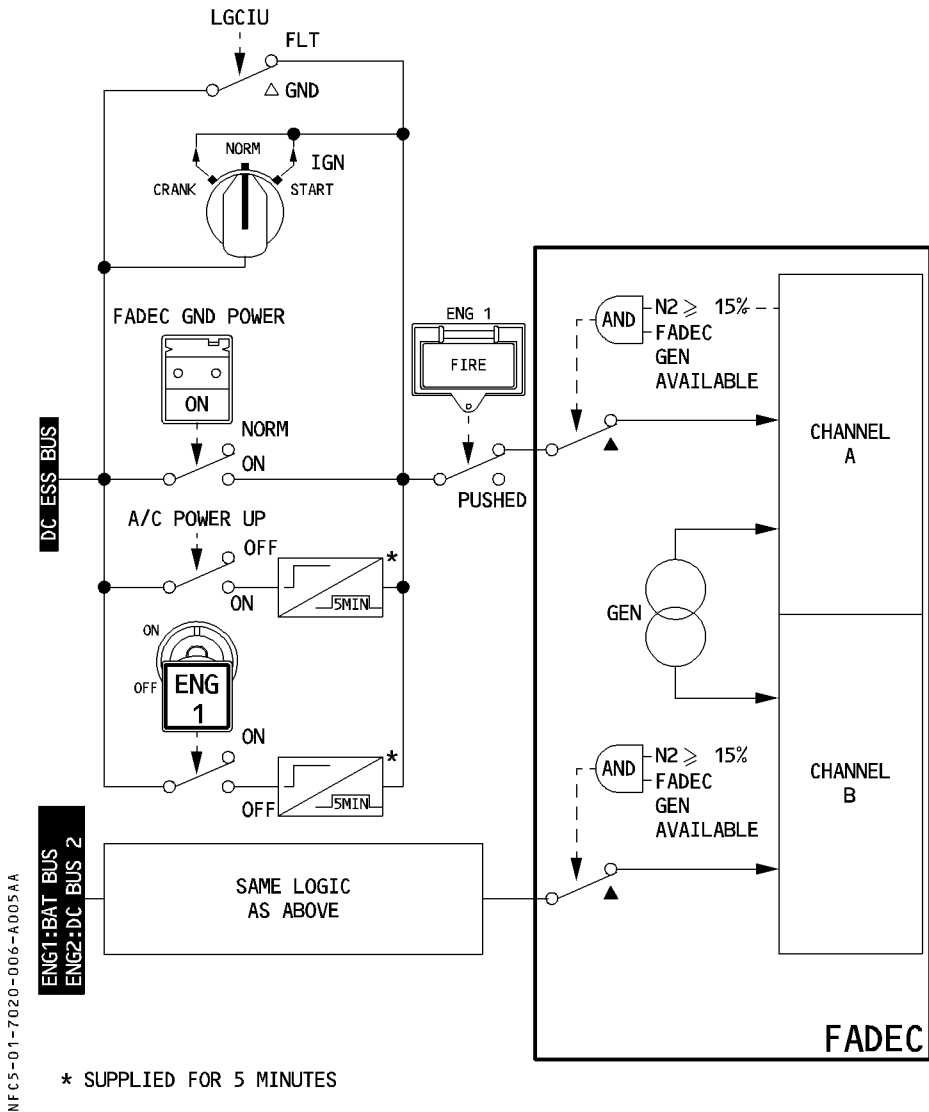 LGCIU
FLT
GND
NORM
IGN
CRANK
START
FADEC GND POWER
ON
NORM
ON
ENG 1
FIRE
PUSHED
DC ESS BUS
A/C POWER UP
OFF
*
ON
5MIN
ON
OFF
ENG
1
ON
*
OFF
5MIN
AND
N2 ⩾ 15%
FADEC
GEN
AVAILABLE
CHANNEL
A
GEN
AND
N2 ⩾ 15%
FADEC
GEN
AVAILABLE
CHANNEL
B
ENG1:BAT BUS
ENG2:DC BUS 2
SAME LOGIC
AS ABOVE
FADEC
* SUPPLIED FOR 5 MINUTES
NFC5-01-7020-006-A005AA